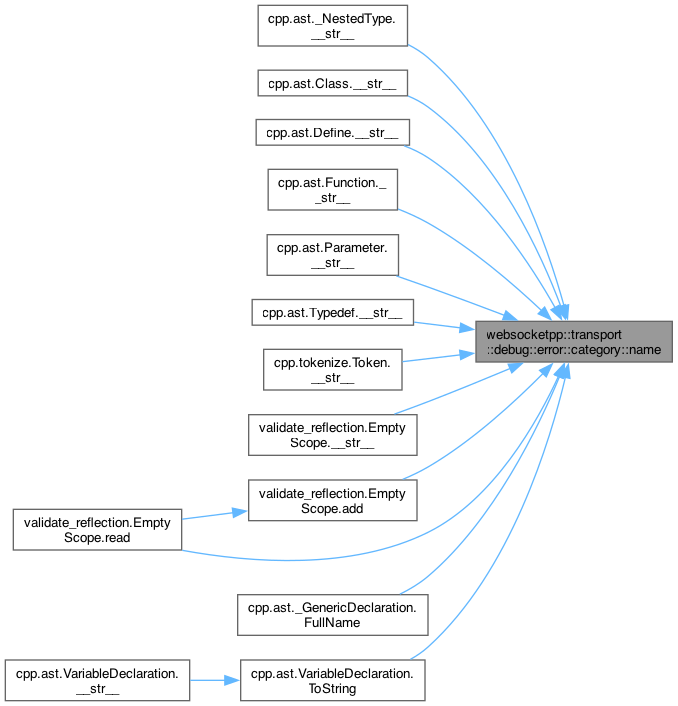 cpp.ast._NestedType.
__str__
cpp.ast.Class.__str__
cpp.ast.Define.__str__
cpp.ast.Function._
_str__
cpp.ast.Parameter.
__str__
cpp.ast.Typedef.__str__
websocketpp::transport
::debug::error::category::name
cpp.tokenize.Token.
__str__
validate_reflection.Empty
Scope.__str__
validate_reflection.Empty
Scope.add
validate_reflection.Empty
Scope.read
cpp.ast._GenericDeclaration.
FullName
cpp.ast.VariableDeclaration.
__str__
cpp.ast.VariableDeclaration.
ToString